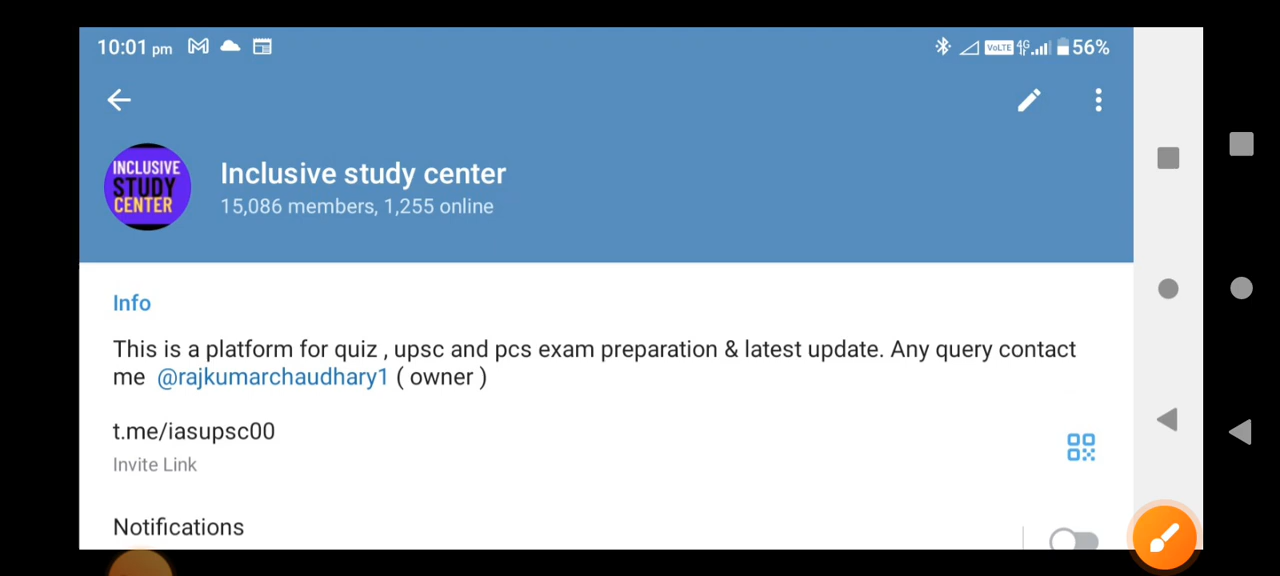 10:01 pm VoLTE 4G 56%
INCLUSIVE
STUDY
CENTER
Inclusive study center
15,086 members, 1,255 online
Info
This is a platform for quiz , upsc and pcs exam preparation & latest update. Any query contact
me @rajkumarchaudhary1 ( owner )
t.me/iasupsc00
Invite Link
Notifications